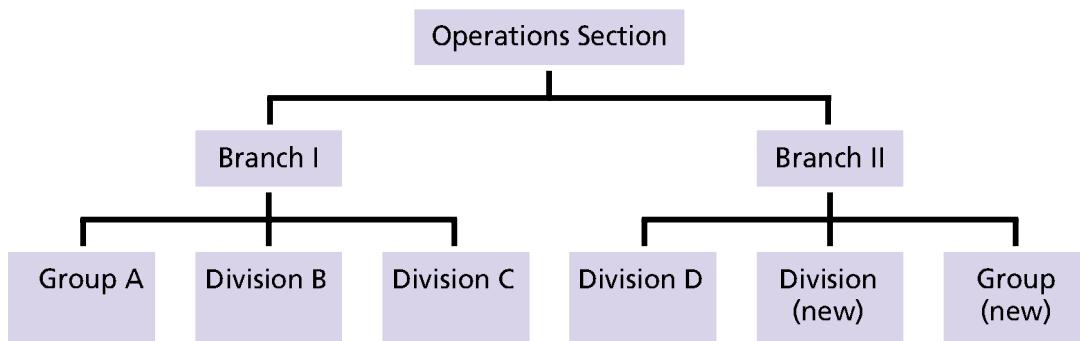 Operations Section
Branch I
Branch II
Group A
Division B
Division C
Division D
Division
(new)
Group
(new)